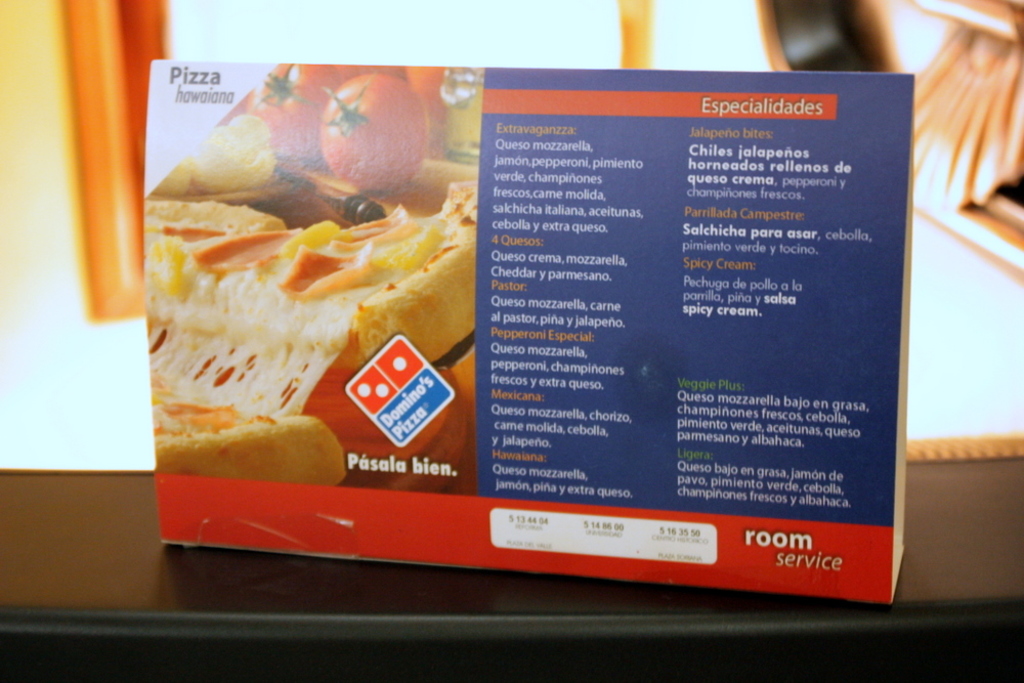 Pizza
hawaiana
Domino's
Pizza
Pásala bien.
Especialidades
Extravaganzza:
Queso mozzarella,
jamón,pepperoni, pimiento
verde, champiñones
frescos,carne molida,
salchicha italiana, aceitunas,
cebolla y extra queso.
4 Quesos:
Queso crema, mozzarella,
Cheddar y parmesano.
Pastor:
Queso mozzarella, carne
al pastor, piña y jalapeño.
Pepperoni Especial:
Queso mozzarella,
pepperoni, champiñones
frescos y extra queso.
Mexicana:
Queso mozzarella, chorizo,
carne molida, cebolla,
y jalapeño.
Hawaiana:
Queso mozzarella,
jamón, piña y extra queso.
Jalapeño bites:
Chiles jalapeños
horneados rellenos de
queso crema, pepperoni y
champiñones frescos.
Parrillada Campestre:
Salchicha para asar, cebolla,
pimiento verde y tocino.
Spicy Cream:
Pechuga de pollo a la
parrilla, piña y salsa
spicy cream.
Veggie Plus:
Queso mozzarella bajo en grasa,
champiñones frescos, cebolla,
pimiento verde, aceitunas, queso
parmesano y albahaca.
Ligera:
Queso bajo en grasa, jamón de
pavo, pimiento verde, cebolla,
champiñones frescos y albahaca.
5 13 44 04
PLAZA DEL VALLE
5 14 86 00
UNIVERSIDAD
5 16 35 50
CENTRO HISTORICO
room
service